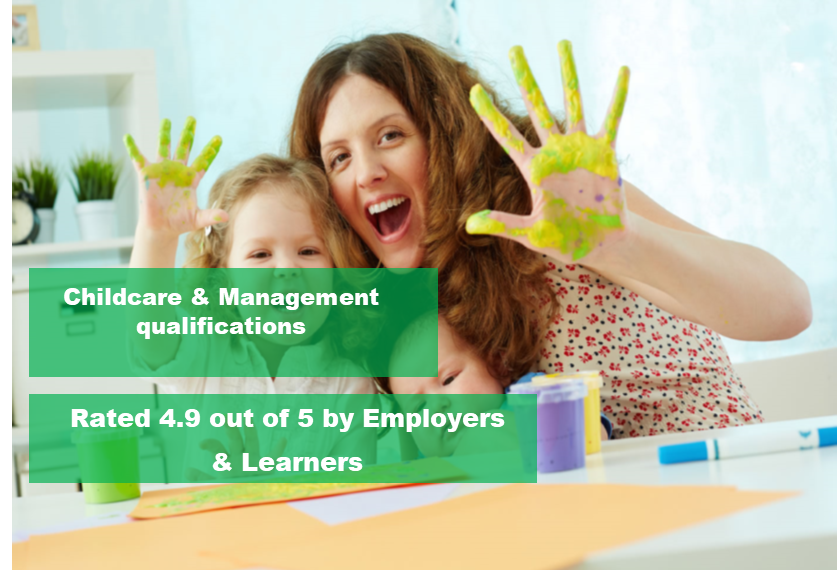 Childcare & Management
qualifications
Rated 4.9 out of 5 by Employers
& Learners